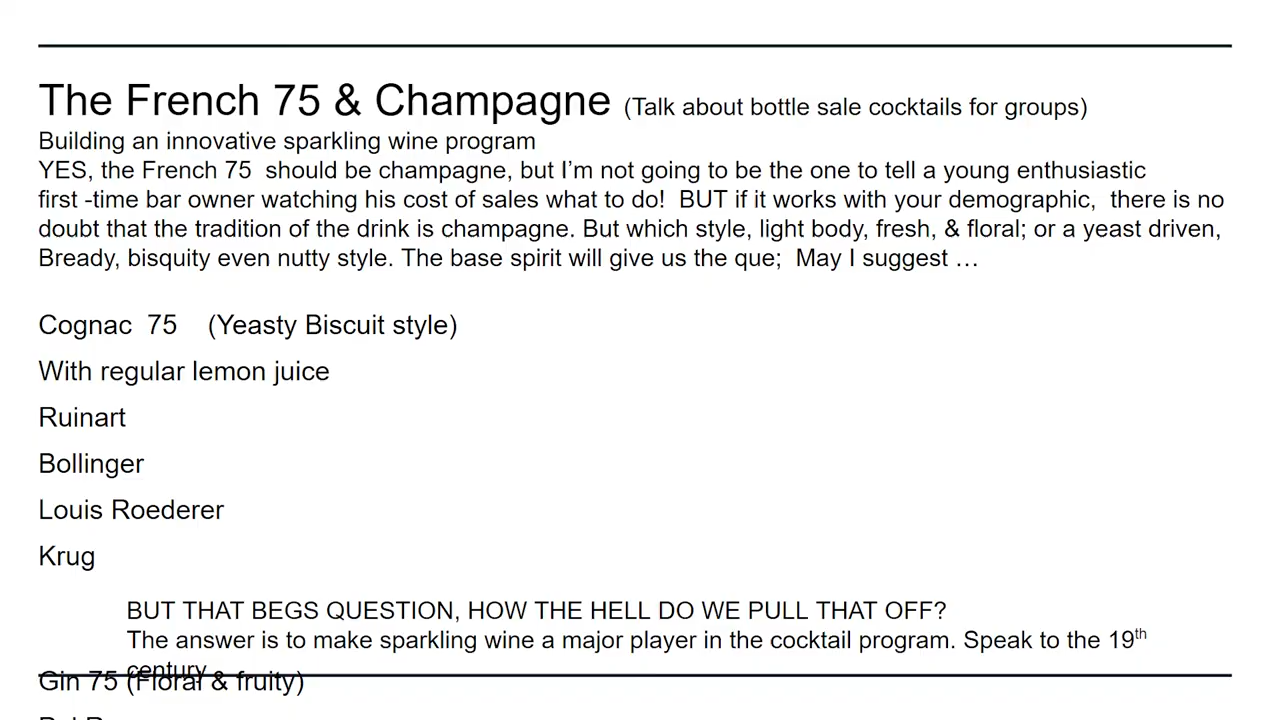 The French 75 & Champagne (Talk about bottle sale cocktails for groups)
Building an innovative sparkling wine program
YES, the French 75  should be champagne, but I’m not going to be the one to tell a young enthusiastic
first -time bar owner watching his cost of sales what to do!  BUT if it works with your demographic,  there is no
doubt that the tradition of the drink is champagne. But which style, light body, fresh, & floral; or a yeast driven,
Bready, bisquity even nutty style. The base spirit will give us the que;  May I suggest …
Cognac  75    (Yeasty Biscuit style)
With regular lemon juice
Ruinart
Bollinger
Louis Roederer
Krug
BUT THAT BEGS QUESTION, HOW THE HELL DO WE PULL THAT OFF?
The answer is to make sparkling wine a major player in the cocktail program. Speak to the 19th
century
Gin 75 (Floral & fruity)